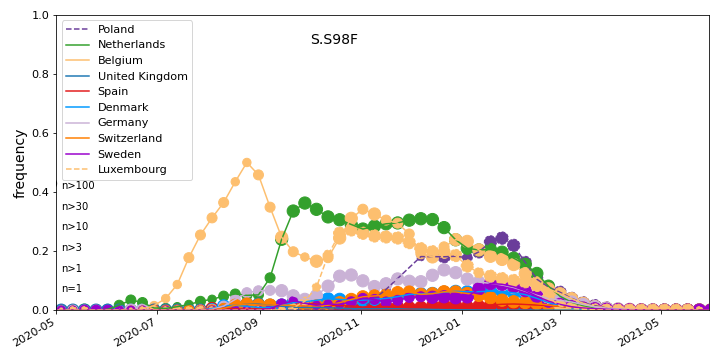 S.S98F
1.0
0.8
0.6
0.4
0.2
0.0
frequency
Poland
Netherlands
Belgium
United Kingdom
Spain
Denmark
Germany
Switzerland
Sweden
Luxembourg
n>100
n>30
n>10
n>3
n>1
n=1
2020-05
2020-07
2020-09
2020-11
2021-01
2021-03
2021-05